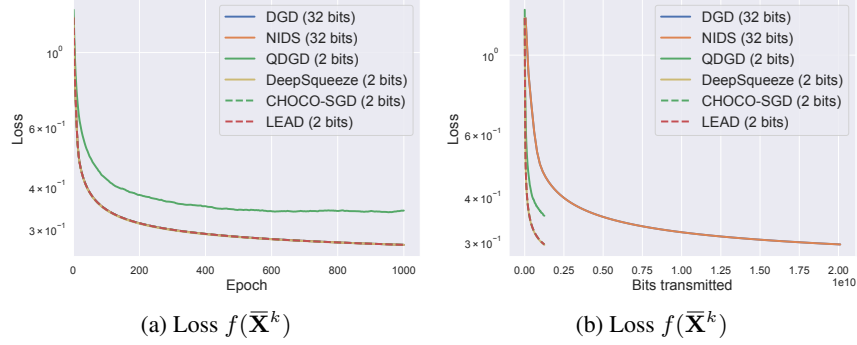 10⁰
6 × 10⁻¹
4 × 10⁻¹
3 × 10⁻¹
Loss
0
200
400
600
800
1000
Epoch
DGD (32 bits)
NIDS (32 bits)
QDGD (2 bits)
DeepSqueeze (2 bits)
CHOCO-SGD (2 bits)
LEAD (2 bits)
(a) Loss f(X̅ᵏ)
10⁰
6 × 10⁻¹
4 × 10⁻¹
3 × 10⁻¹
Loss
0.00
0.25
0.50
0.75
1.00
1.25
1.50
1.75
2.00
1e10
Bits transmitted
DGD (32 bits)
NIDS (32 bits)
QDGD (2 bits)
DeepSqueeze (2 bits)
CHOCO-SGD (2 bits)
LEAD (2 bits)
(b) Loss f(X̅ᵏ)